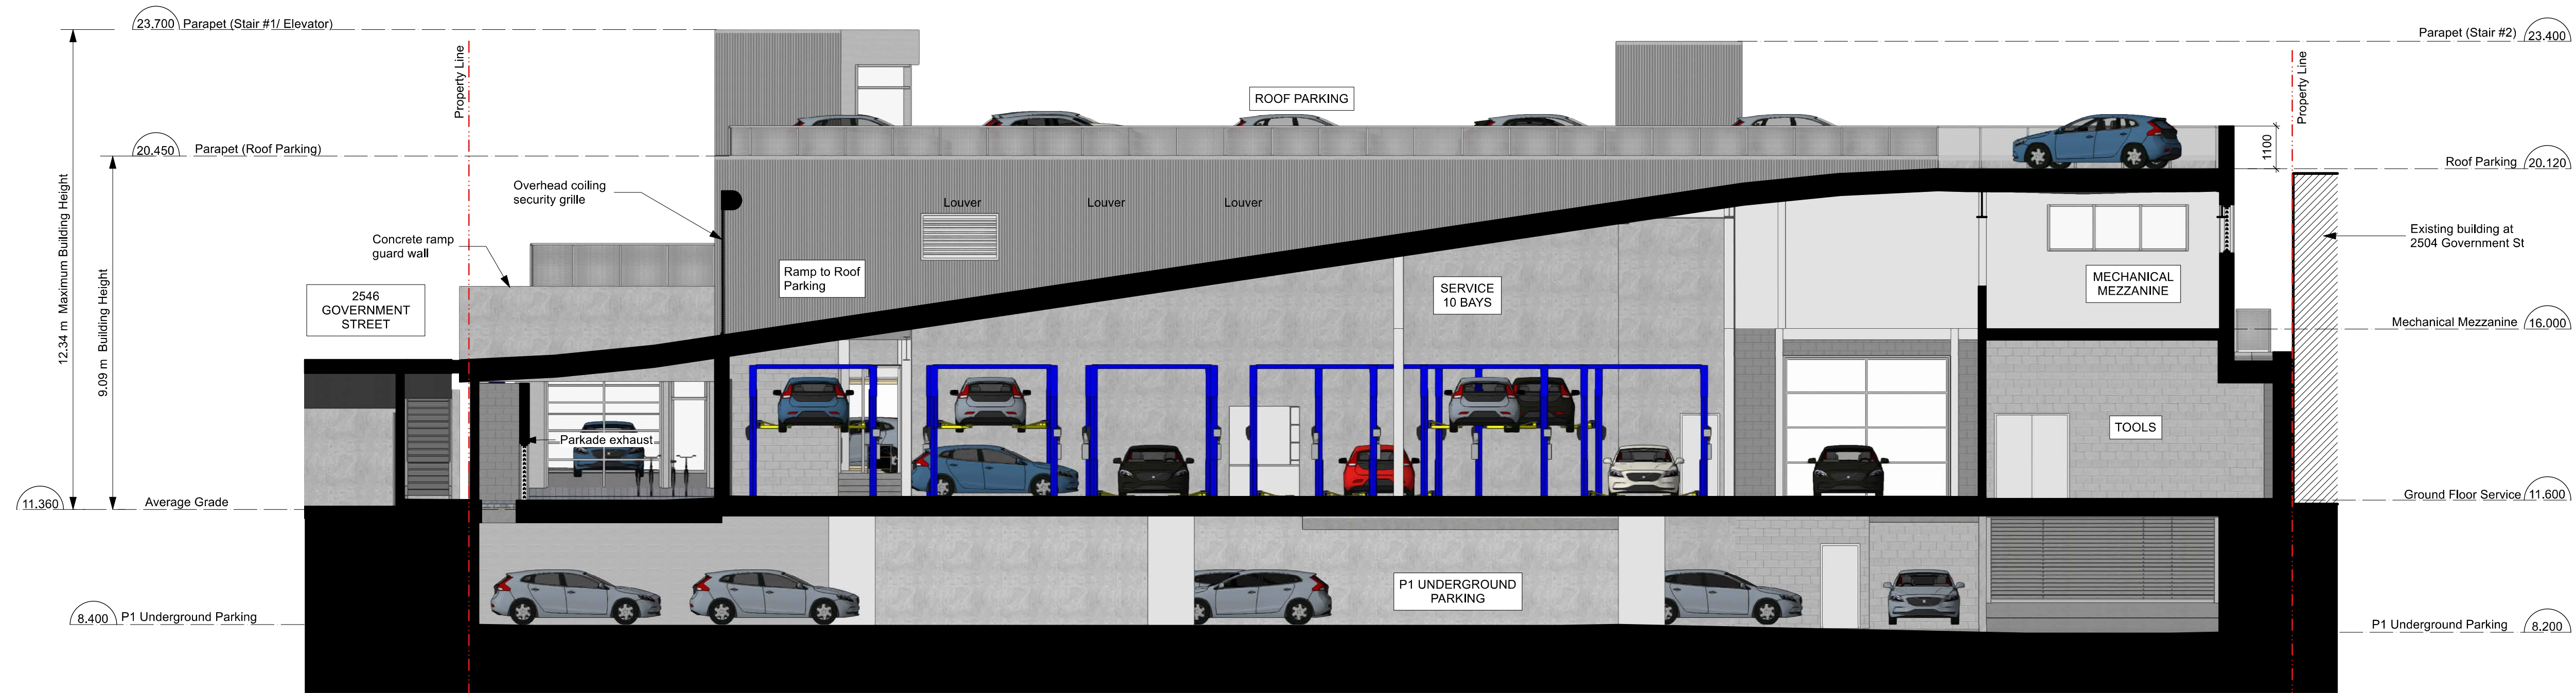 23.700 Parapet (Stair #1/ Elevator)
Parapet (Stair #2) 23.400
Property Line
Property Line
12.34 m Maximum Building Height
9.09 m Building Height
ROOF PARKING
20.450 Parapet (Roof Parking)
1100
Roof Parking 20.120
Overhead coiling
security grille
Louver
Louver
Louver
Concrete ramp
guard wall
Existing building at
2504 Government St
Ramp to Roof
Parking
SERVICE
10 BAYS
MECHANICAL
MEZZANINE
2546
GOVERNMENT
STREET
Mechanical Mezzanine 16.000
Parkade exhaust
TOOLS
11.360 Average Grade
Ground Floor Service 11.600
P1 UNDERGROUND
PARKING
8.400 P1 Underground Parking
P1 Underground Parking 8.200